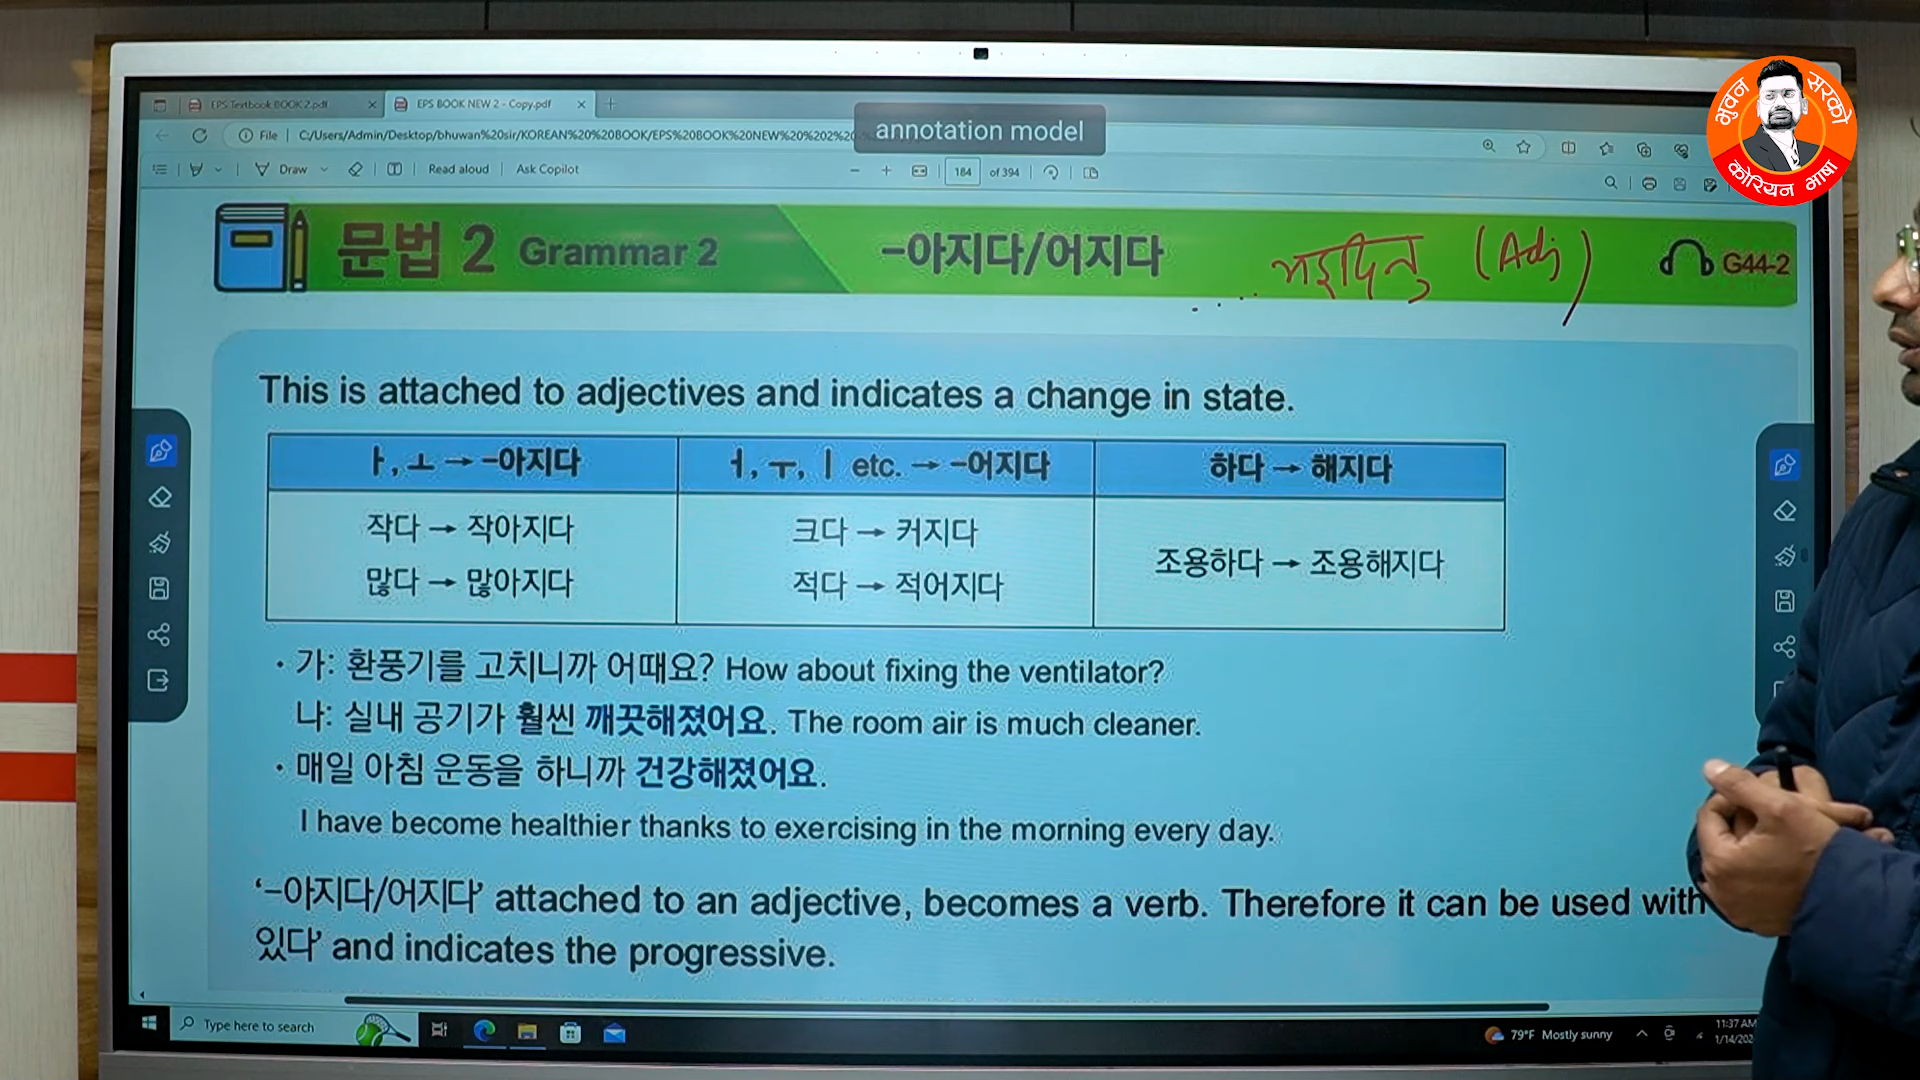 EPS Textbook BOOK 2.pdf
EPS BOOK NEW 2 - Copy.pdf
annotation model
File
C:/Users/Admin/Desktop/bhuwan%20sir/KOREAN%20%20BOOK/EPS%20BOOK%20NEW%20%202%20
Draw
Read aloud
Ask Copilot
184
of 394
भुवन सरको
कोरियन भाषा
문법 2 Grammar 2
-아지다/어지다
भइदिनु (Adj)
G44-2
This is attached to adjectives and indicates a change in state.
ㅏ, ㅗ → -아지다
ㅓ, ㅜ, ㅣ etc. → -어지다
하다 → 해지다
작다 → 작아지다
많다 → 많아지다
크다 → 커지다
적다 → 적어지다
조용하다 → 조용해지다
· 가: 환풍기를 고치니까 어때요? How about fixing the ventilator?
나: 실내 공기가 훨씬 깨끗해졌어요. The room air is much cleaner.
· 매일 아침 운동을 하니까 건강해졌어요.
I have become healthier thanks to exercising in the morning every day.
‘-아지다/어지다’ attached to an adjective, becomes a verb. Therefore it can be used with
있다’ and indicates the progressive.
Type here to search
79°F Mostly sunny
11:37 AM
1/14/202